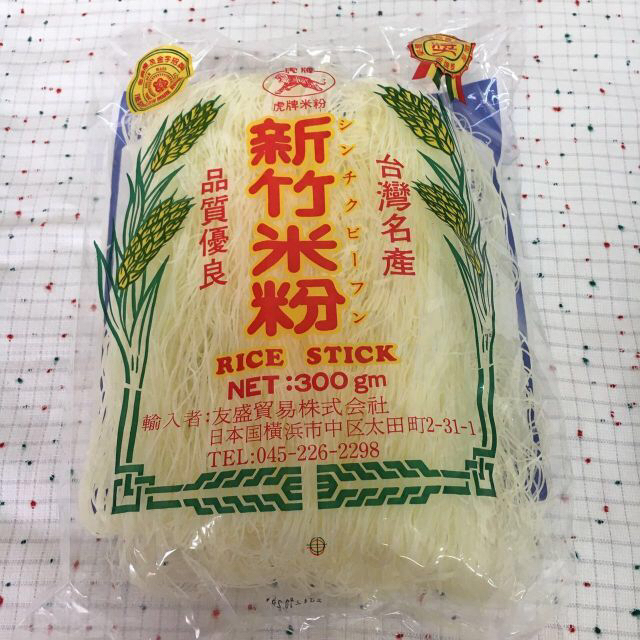 虎牌
虎牌米粉
新竹米粉
シンチクビーフン
台灣名產
品質優良
RICE STICK
NET:300 gm
輸入者:友盛貿易株式会社
日本国横浜市中区太田町2-31-1
TEL:045-226-2298